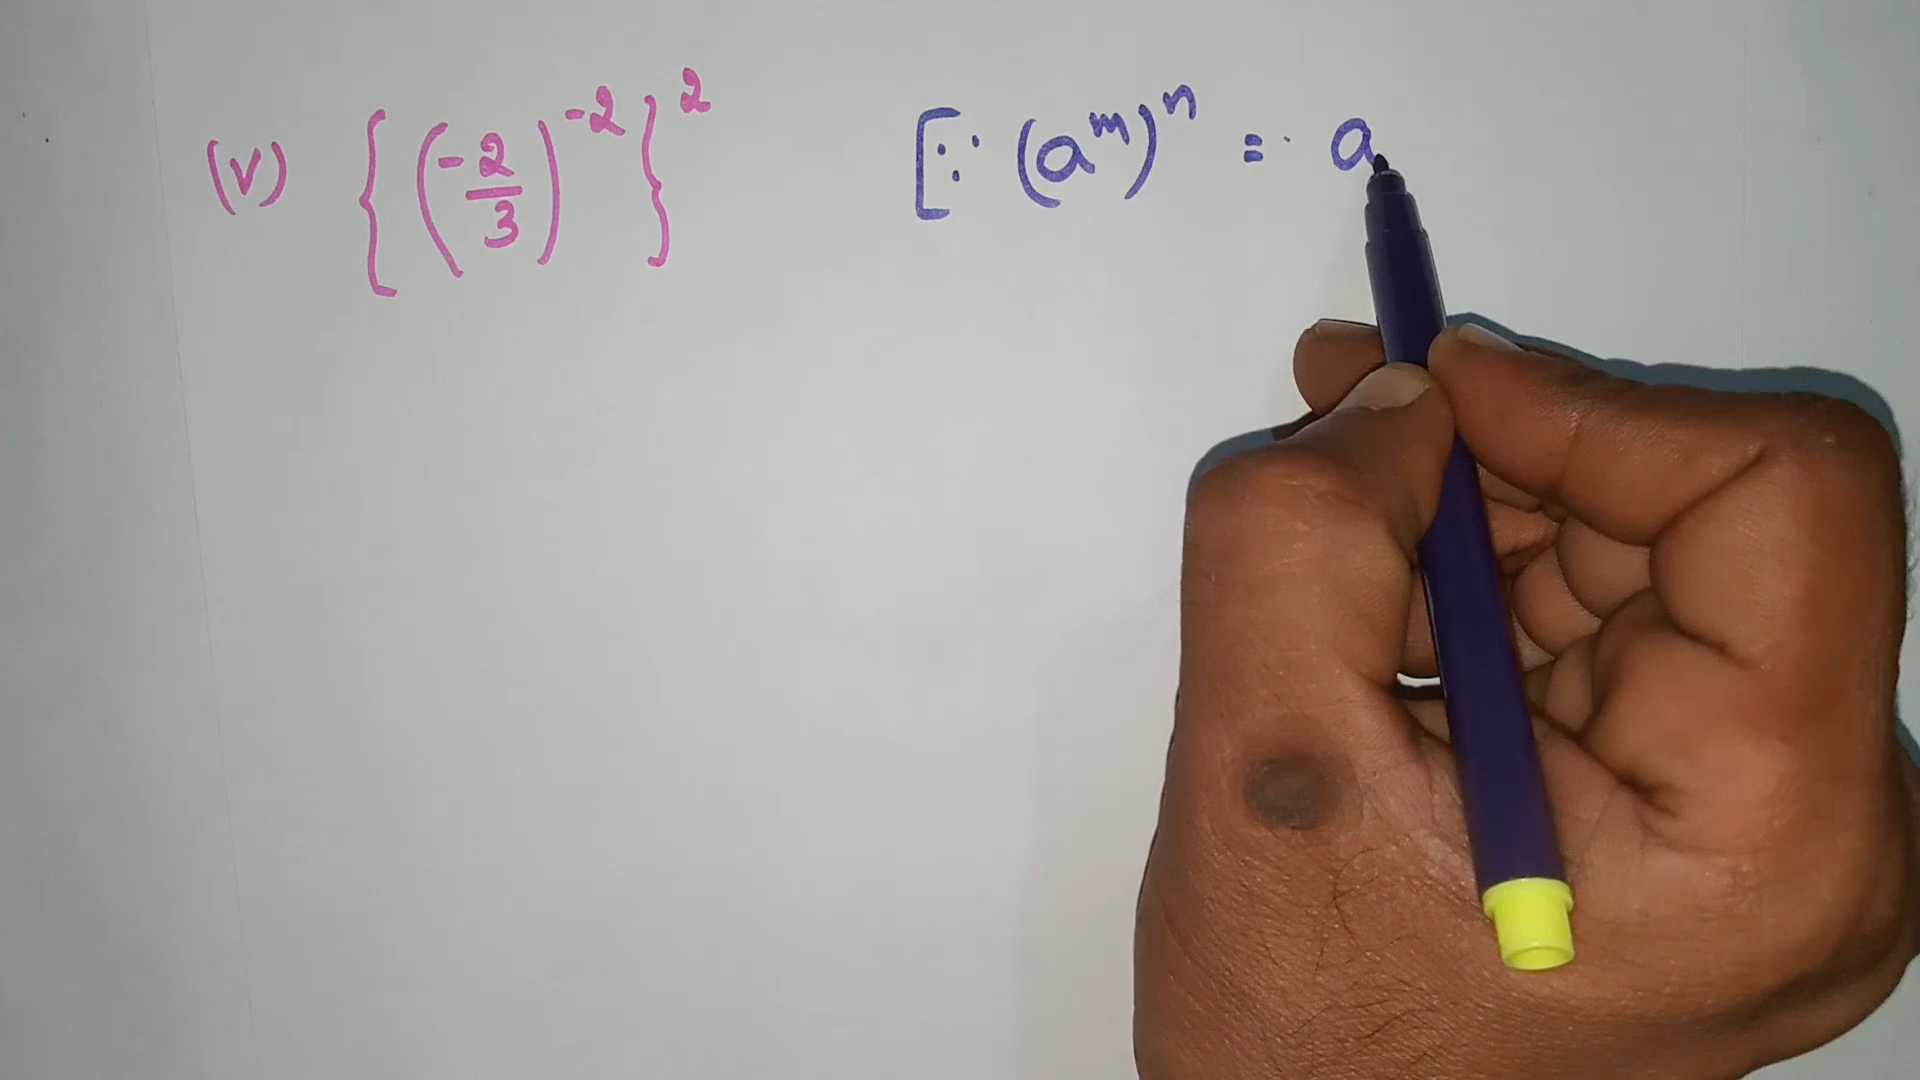 (v) {(-2/3)^-2}^2 [∵ (a^m)^n = a